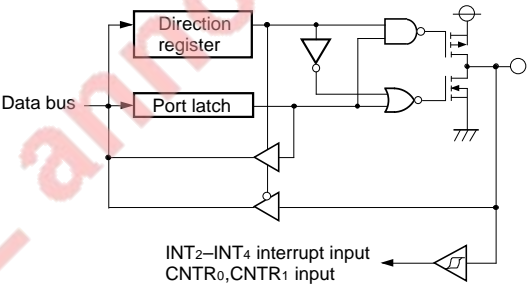 Direction
register
Data bus
Port latch
INT2–INT4 interrupt input
CNTR0,CNTR1 input